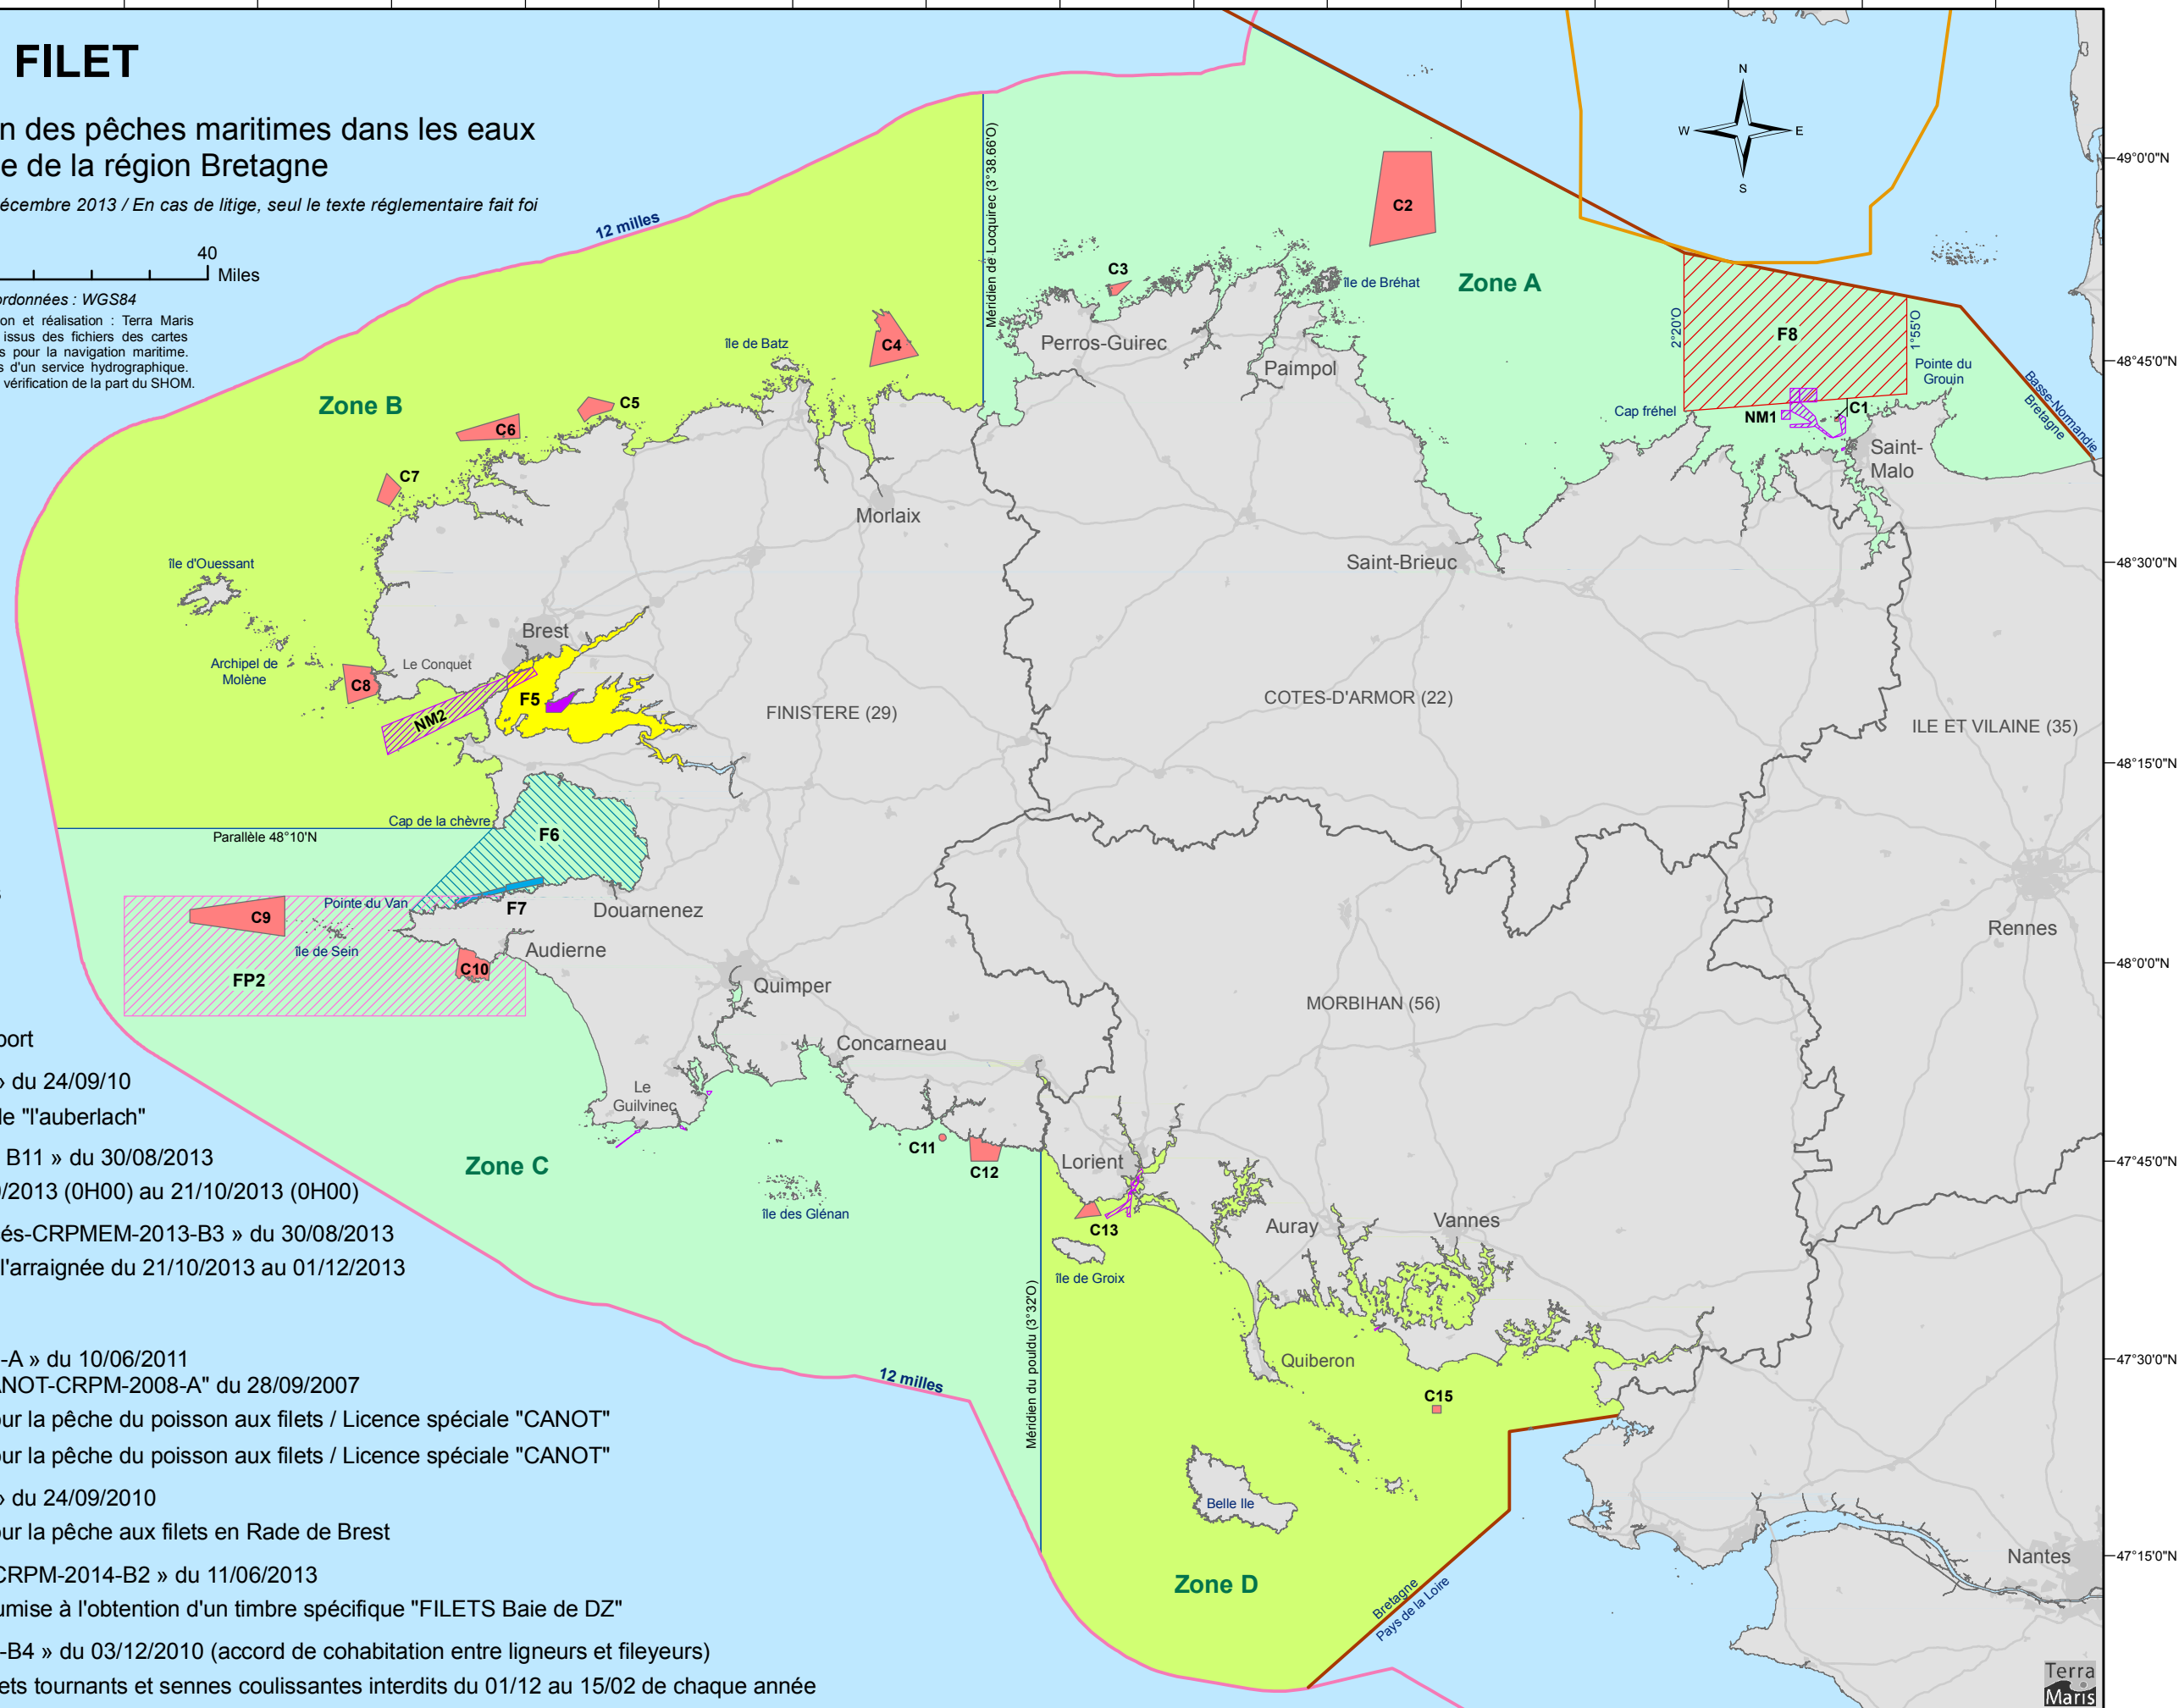 FILET
n des pêches maritimes dans les eaux
e de la région Bretagne
écembre 2013 / En cas de litige, seul le texte réglementaire fait foi
40
Miles
ordonnées : WGS84
on et réalisation : Terra Maris
issus des fichiers des cartes
s pour la navigation maritime.
s d'un service hydrographique.
vérification de la part du SHOM.
12 milles
Méridien de Locquirec (3°38.66'O)
N
W
E
S
49°0'0"N
48°45'0"N
48°30'0"N
48°15'0"N
48°0'0"N
47°45'0"N
47°30'0"N
47°15'0"N
C2
C3
île de Bréhat
Zone A
Perros-Guirec
Paimpol
2°20'O
F8
1°55'O
Pointe du
Grouin
Basse-Normandie
Bretagne
Cap fréhel
NM1
C1
Saint-
Malo
île de Batz
C4
Zone B
C5
C6
C7
Morlaix
Saint-Brieuc
île d'Ouessant
Brest
Archipel de
Molène
Le Conquet
C8
F5
NM2
FINISTERE (29)
COTES-D'ARMOR (22)
ILE ET VILAINE (35)
Cap de la chèvre
Parallèle 48°10'N
F6
Pointe du Van
F7
Douarnenez
C9
île de Sein
Audierne
C10
FP2
Quimper
MORBIHAN (56)
Rennes
Concarneau
Le
Guilvinec
C11
C12
Lorient
Zone C
île des Glénan
C13
Auray
Vannes
île de Groix
Méridien du pouldu (3°32'O)
Quiberon
12 milles
C15
Belle Ile
Zone D
Bretagne
Pays de la Loire
Nantes
port
» du 24/09/10
de "l'auberlach"
B11 » du 30/08/2013
/2013 (0H00) au 21/10/2013 (0H00)
és-CRPMEM-2013-B3 » du 30/08/2013
l'arraignée du 21/10/2013 au 01/12/2013
-A » du 10/06/2011
ANOT-CRPM-2008-A" du 28/09/2007
ur la pêche du poisson aux filets / Licence spéciale "CANOT"
ur la pêche du poisson aux filets / Licence spéciale "CANOT"
» du 24/09/2010
ur la pêche aux filets en Rade de Brest
CRPM-2014-B2 » du 11/06/2013
umise à l'obtention d'un timbre spécifique "FILETS Baie de DZ"
-B4 » du 03/12/2010 (accord de cohabitation entre ligneurs et fileyeurs)
ets tournants et sennes coulissantes interdits du 01/12 au 15/02 de chaque année
Terra
Maris